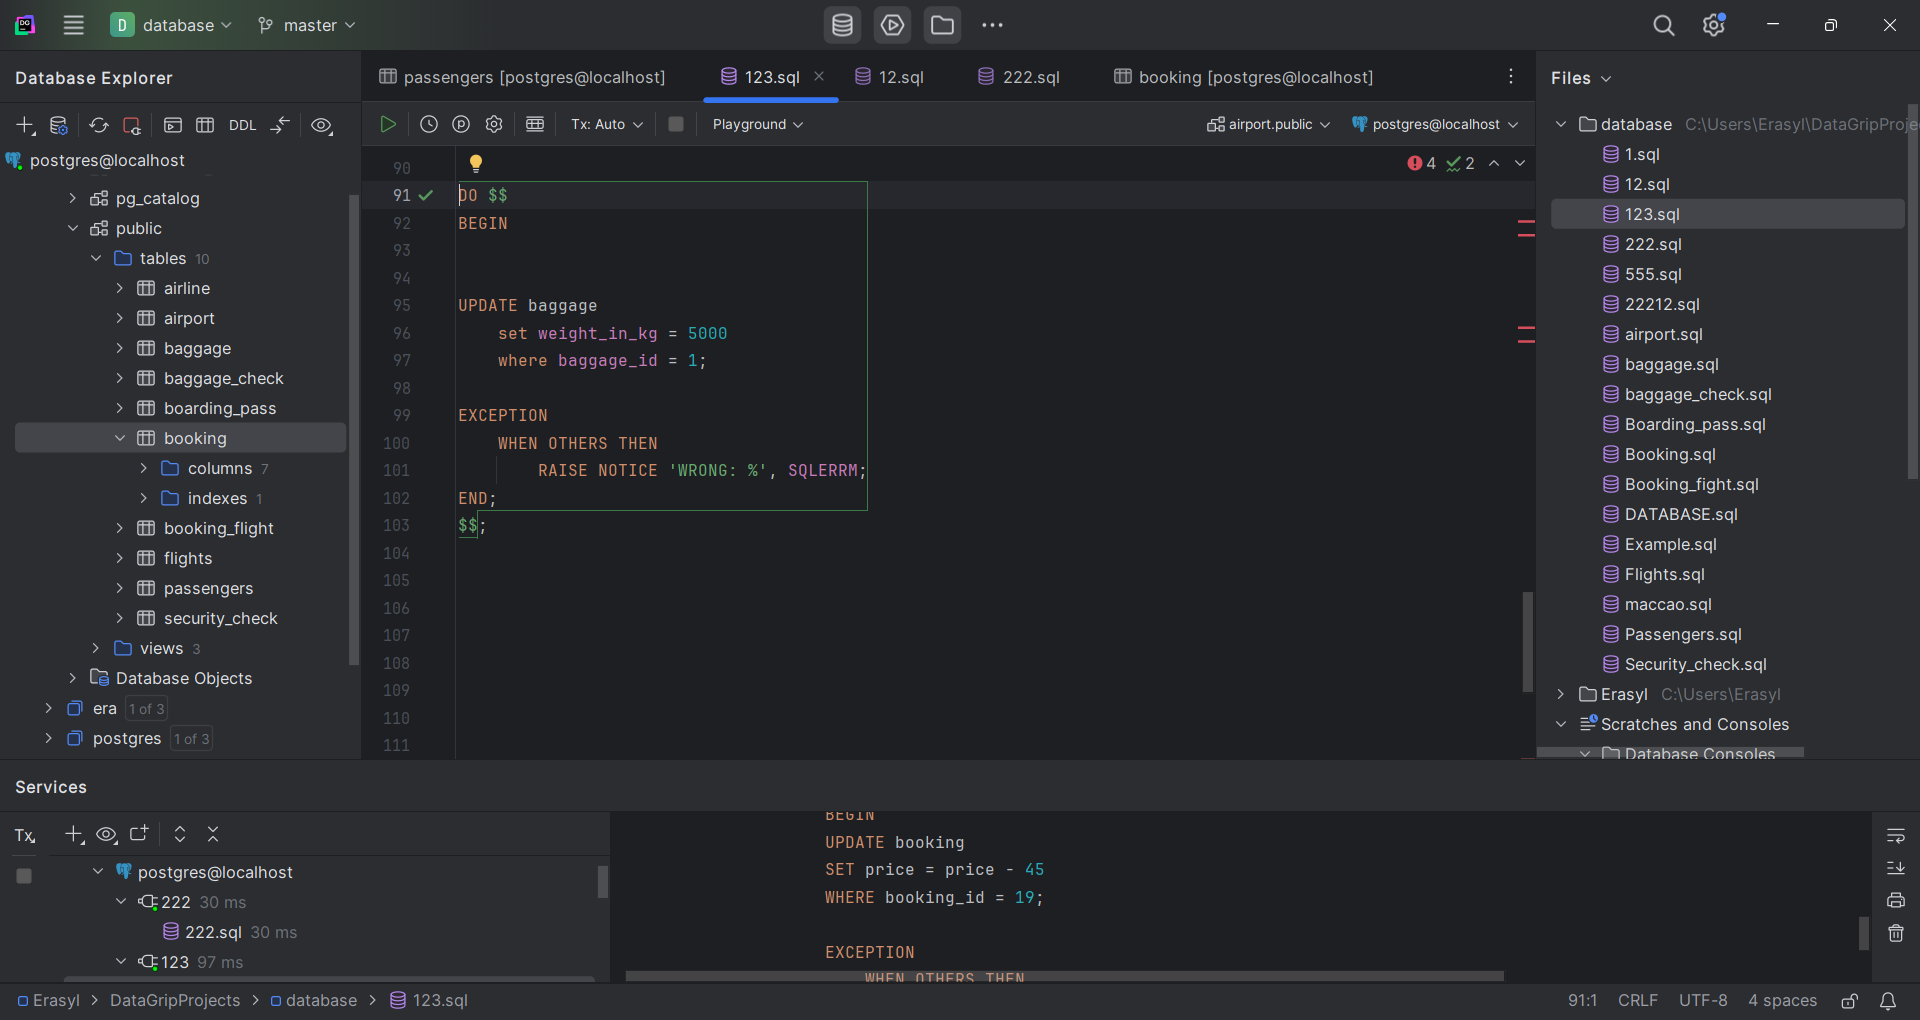 D database master
Database Explorer
DDL
postgres@localhost
pg_catalog
public
tables 10
airline
airport
baggage
baggage_check
boarding_pass
booking
columns 7
indexes 1
booking_flight
flights
passengers
security_check
views 3
Database Objects
era 1 of 3
postgres 1 of 3
passengers [postgres@localhost] 123.sql 12.sql 222.sql booking [postgres@localhost]
Tx: Auto Playground airport.public postgres@localhost
4 2
90
91 DO $$
92 BEGIN
93
94
95 UPDATE baggage
96 set weight_in_kg = 5000
97 where baggage_id = 1;
98
99 EXCEPTION
100 WHEN OTHERS THEN
101 RAISE NOTICE 'WRONG: %', SQLERRM;
102 END;
103 $$;
104
105
106
107
108
109
110
111
Files
database C:\Users\Erasyl\DataGripProje
1.sql
12.sql
123.sql
222.sql
555.sql
22212.sql
airport.sql
baggage.sql
baggage_check.sql
Boarding_pass.sql
Booking.sql
Booking_fight.sql
DATABASE.sql
Example.sql
Flights.sql
maccao.sql
Passengers.sql
Security_check.sql
Erasyl C:\Users\Erasyl
Scratches and Consoles
Database Consoles
Services
Tx
postgres@localhost
222 30 ms
222.sql 30 ms
123 97 ms
BEGIN
UPDATE booking
SET price = price - 45
WHERE booking_id = 19;
EXCEPTION
WHEN OTHERS THEN
Erasyl > DataGripProjects > database > 123.sql
91:1 CRLF UTF-8 4 spaces